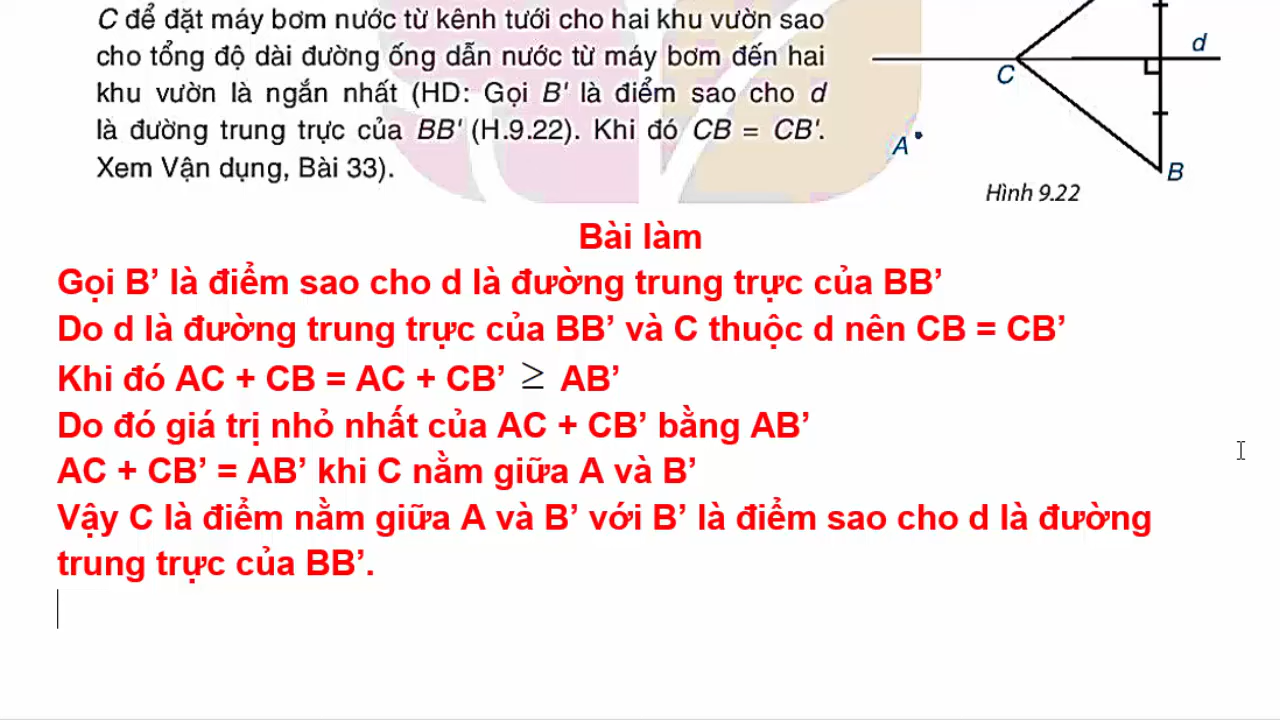 C để đặt máy bơm nước từ kênh tưới cho hai khu vườn sao
cho tổng độ dài đường ống dẫn nước từ máy bơm đến hai
khu vườn là ngắn nhất (HD: Gọi B' là điểm sao cho d
là đường trung trực của BB' (H.9.22). Khi đó CB = CB'.
Xem Vận dụng, Bài 33).
d
C
A
B
Hình 9.22
Bài làm
Gọi B’ là điểm sao cho d là đường trung trực của BB’
Do d là đường trung trực của BB’ và C thuộc d nên CB = CB’
Khi đó AC + CB = AC + CB’ ≥ AB’
Do đó giá trị nhỏ nhất của AC + CB’ bằng AB’
AC + CB’ = AB’ khi C nằm giữa A và B’
Vậy C là điểm nằm giữa A và B’ với B’ là điểm sao cho d là đường
trung trực của BB’.